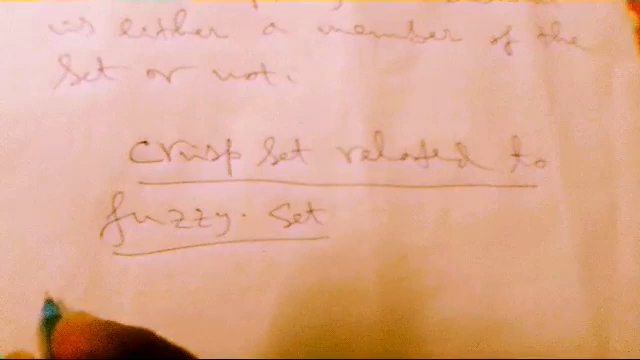 is either a member of the
Set or not.
Crisp Set related to
fuzzy. Set